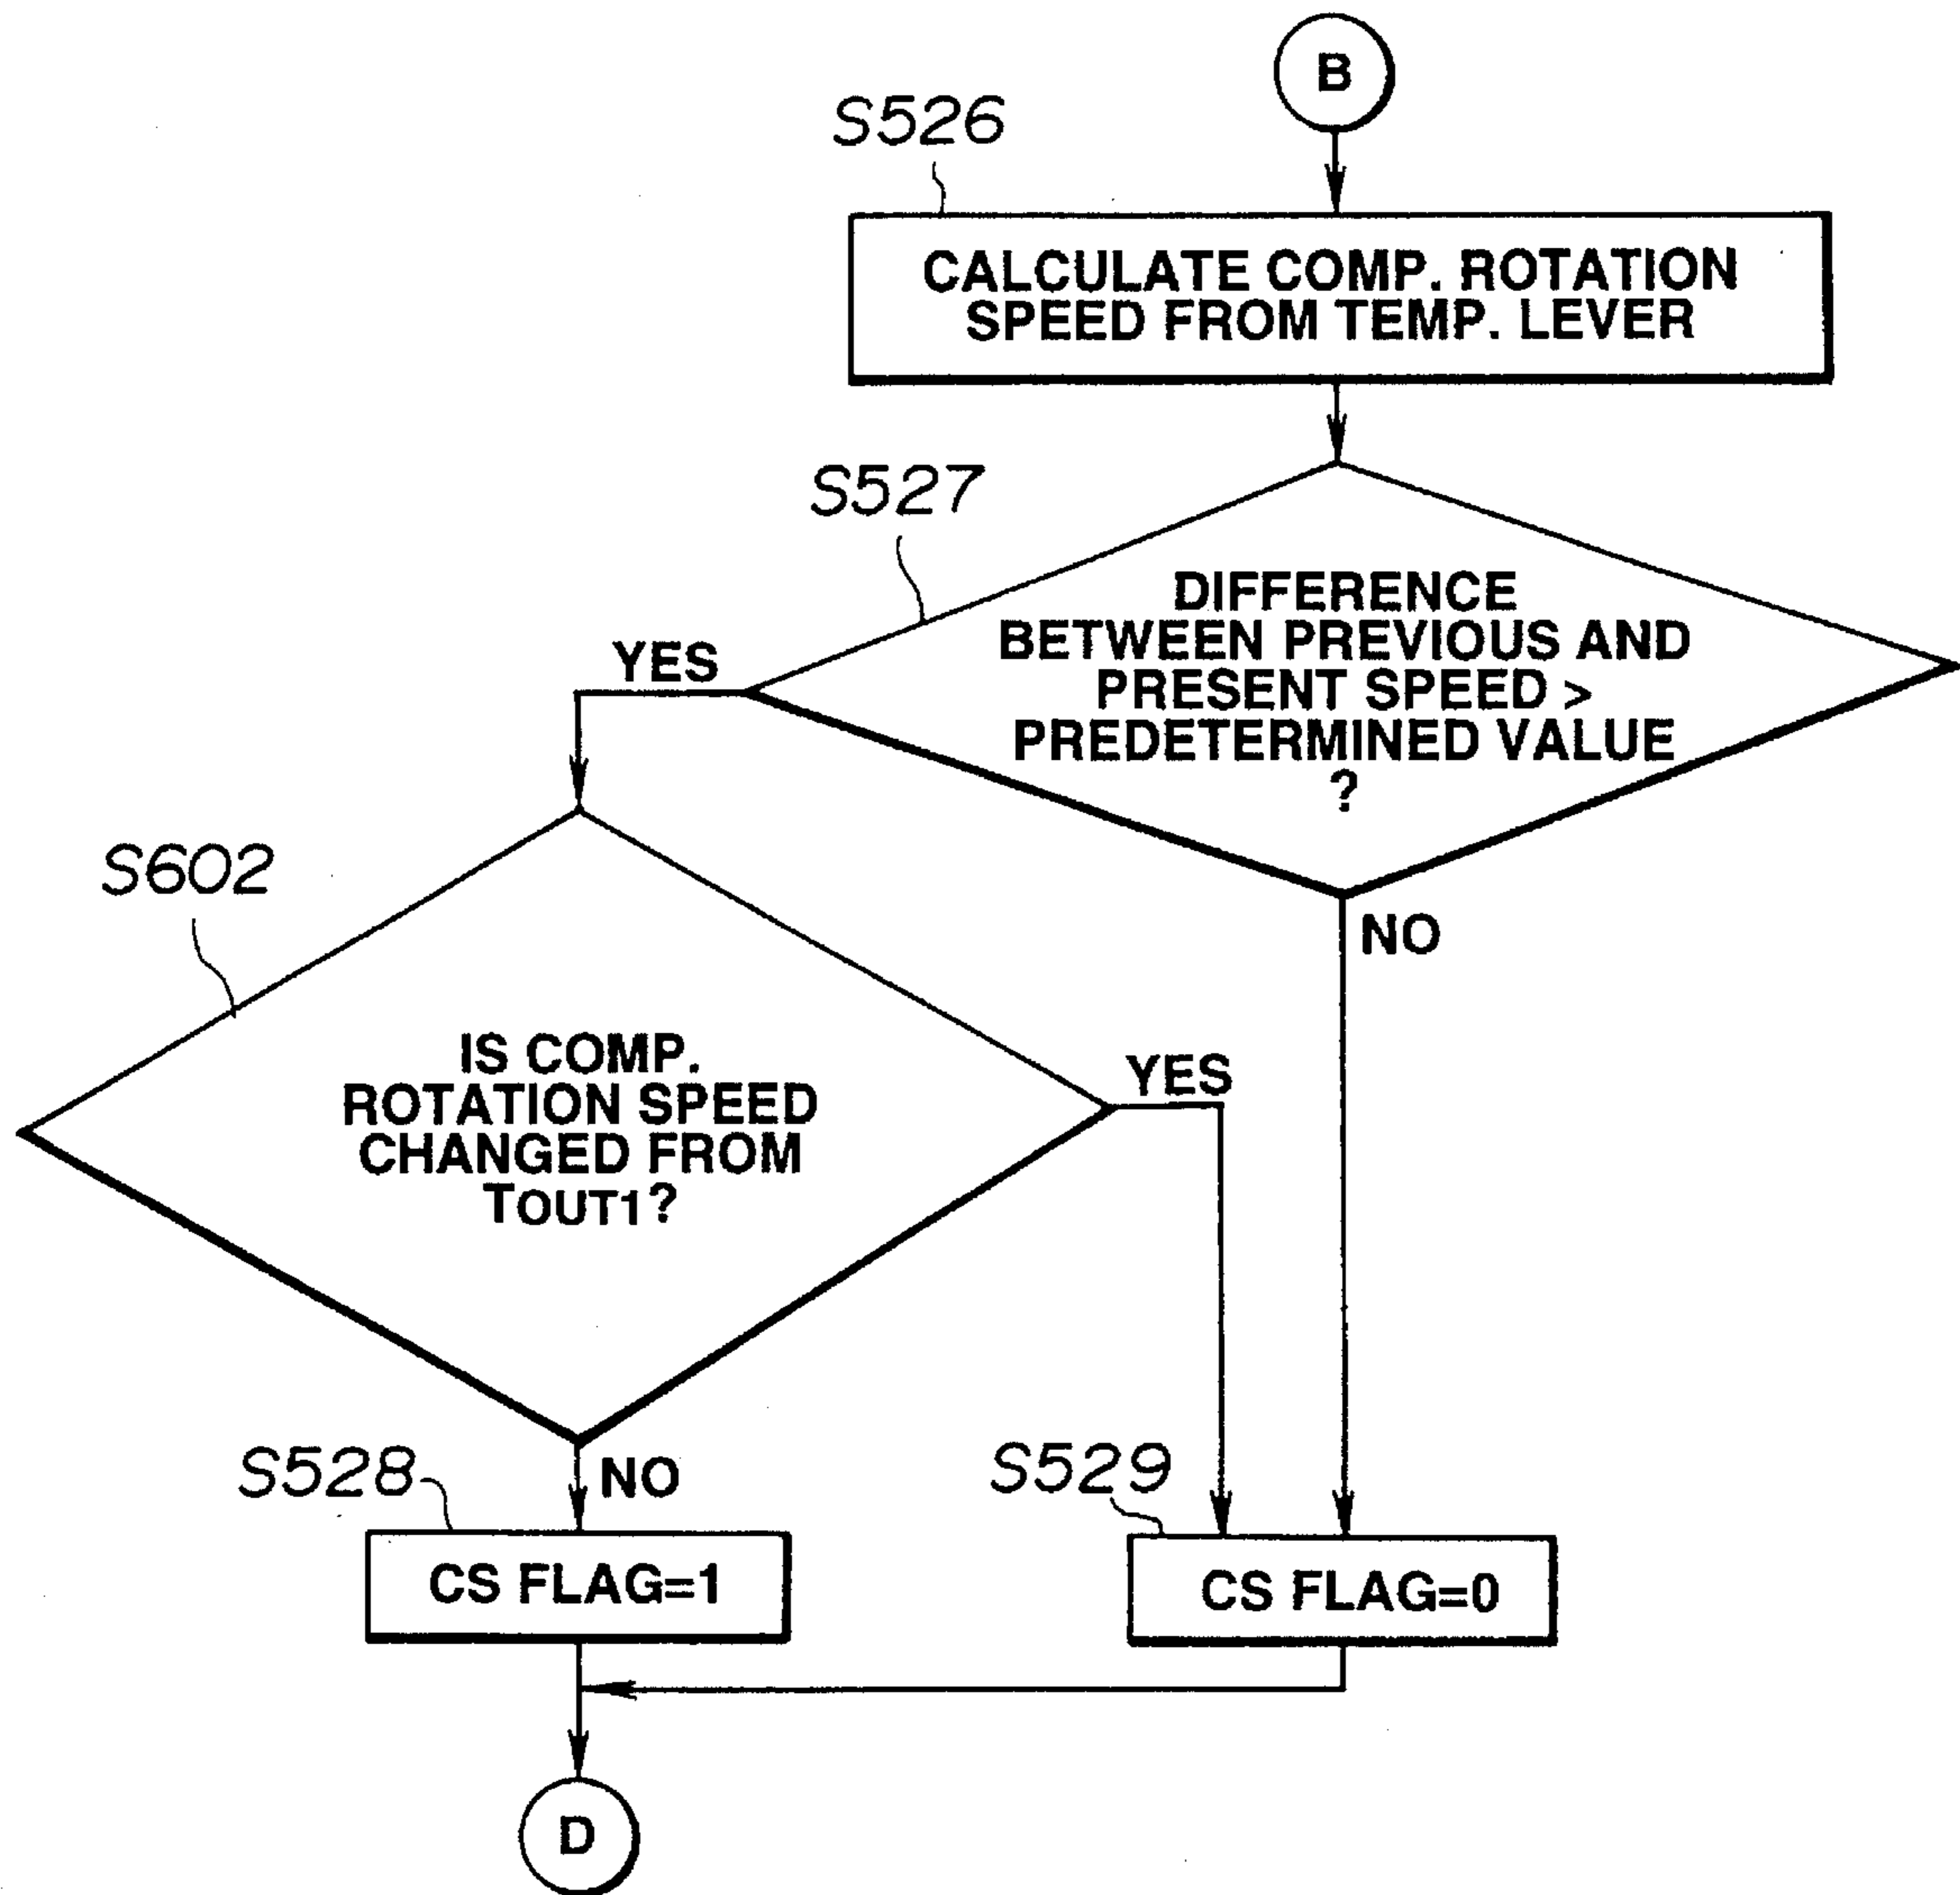 B
S526
CALCULATE COMP. ROTATION
SPEED FROM TEMP. LEVER
S527
DIFFERENCE
BETWEEN PREVIOUS AND
PRESENT SPEED >
PREDETERMINED VALUE
?
YES
NO
S602
IS COMP.
ROTATION SPEED
CHANGED FROM
TOUT1?
YES
NO
S528
CS FLAG=1
S529
CS FLAG=0
D